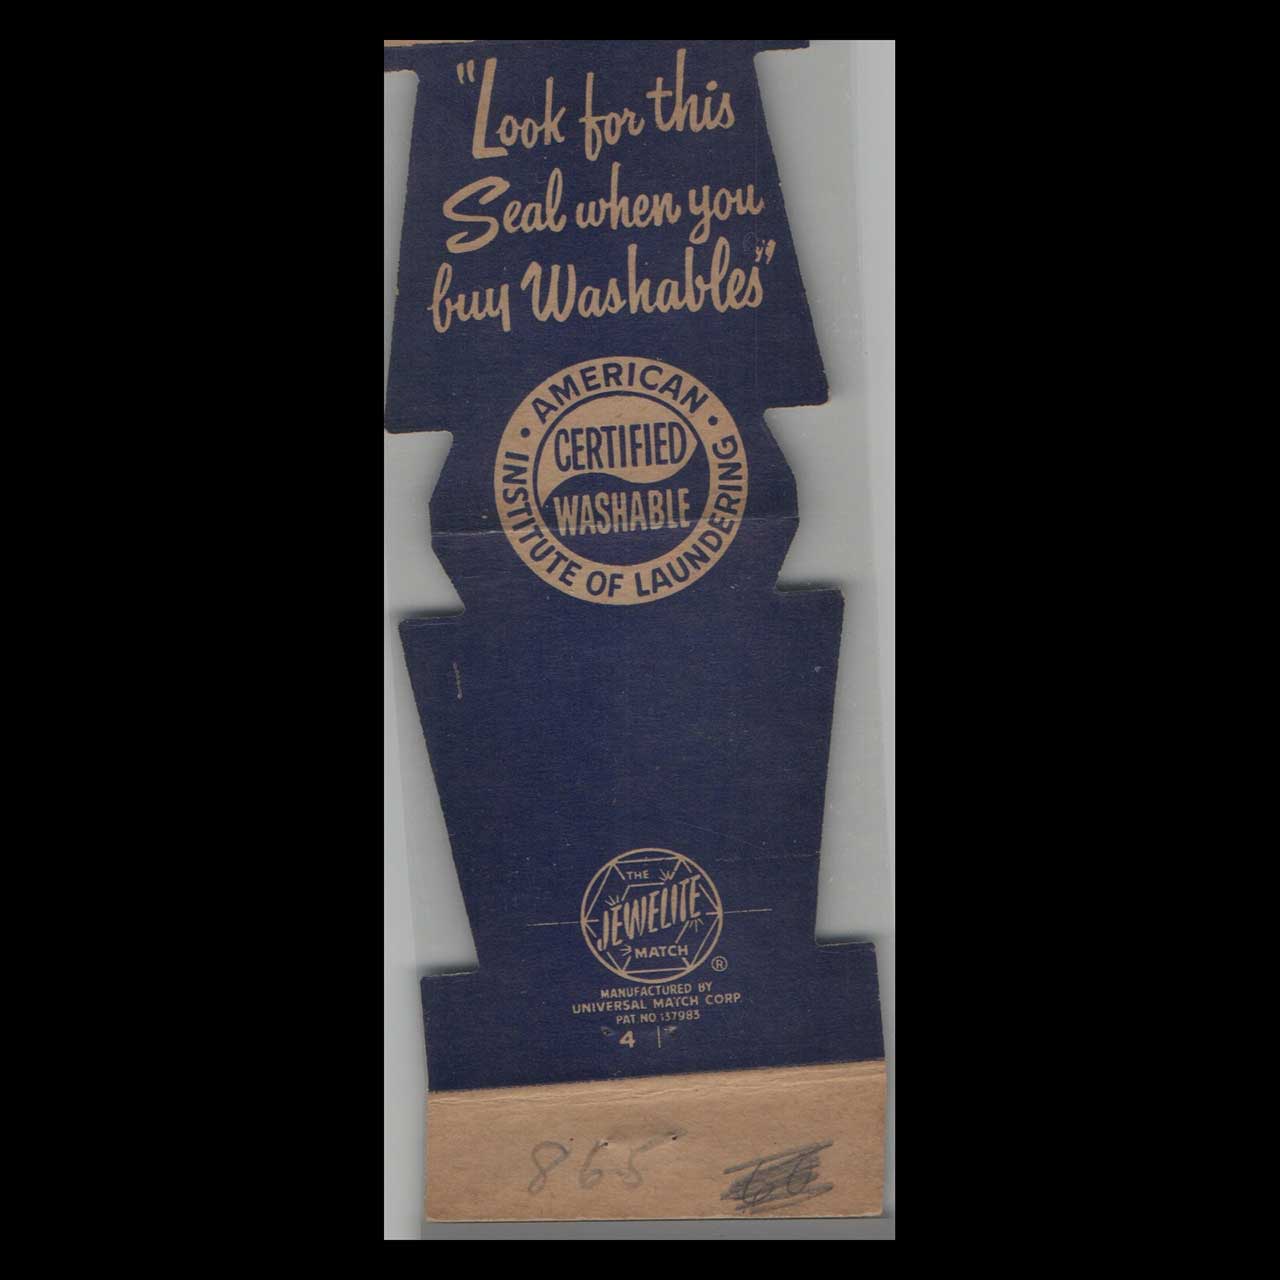 "Look for this
Seal when you
buy Washables"
AMERICAN • INSTITUTE OF LAUNDERING •
CERTIFIED
WASHABLE
THE
JEWELITE
MATCH
®
MANUFACTURED BY
UNIVERSAL MATCH CORP.
PAT. NO 137983
4
865
66